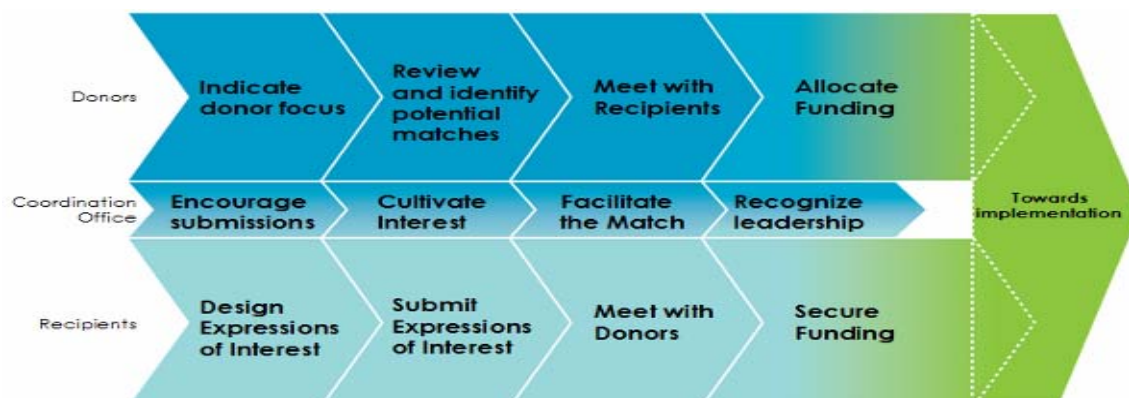 Donors
Indicate
donor focus
Review
and identify
potential
matches
Meet with
Recipients
Allocate
Funding
Coordination
Office
Encourage
submissions
Cultivate
Interest
Facilitate
the Match
Recognize
leadership
Towards
implementation
Recipients
Design
Expressions
of Interest
Submit
Expressions
of Interest
Meet with
Donors
Secure
Funding